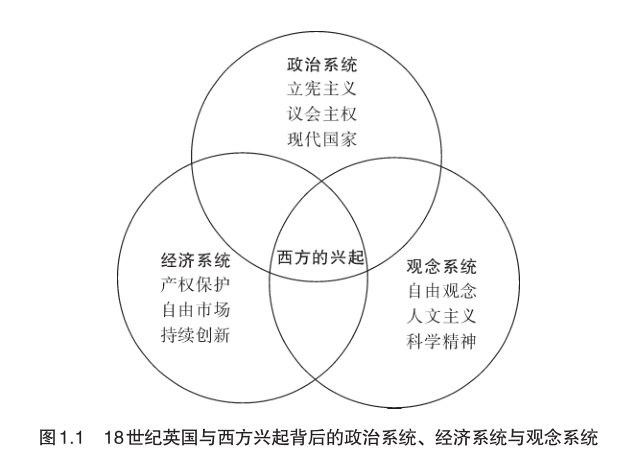 政治系统
立宪主义
议会主权
现代国家
西方的兴起
经济系统
产权保护
自由市场
持续创新
观念系统
自由观念
人文主义
科学精神
图1.1 18世纪英国与西方兴起背后的政治系统、经济系统与观念系统